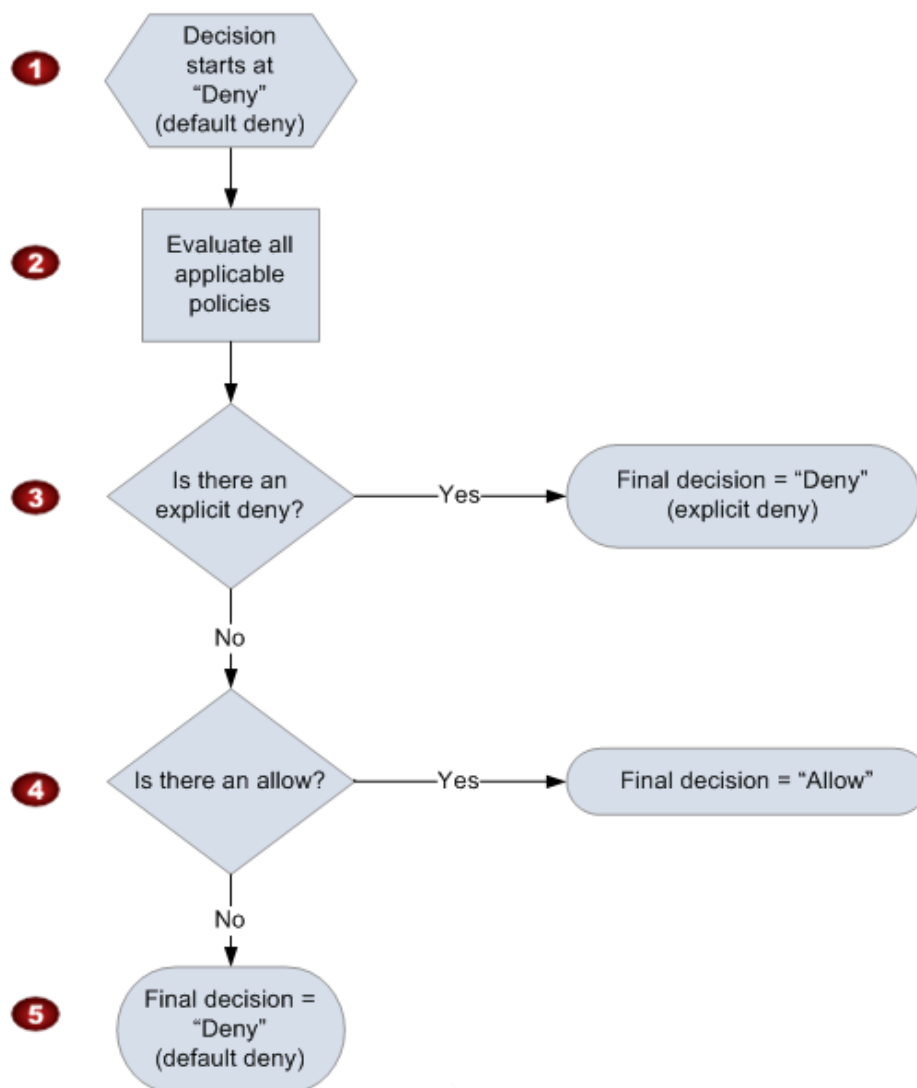 1
Decision
starts at
“Deny”
(default deny)
2
Evaluate all
applicable
policies
3
Is there an
explicit deny?
Yes
Final decision = “Deny”
(explicit deny)
No
4
Is there an allow?
Yes
Final decision = “Allow”
No
5
Final decision =
“Deny”
(default deny)